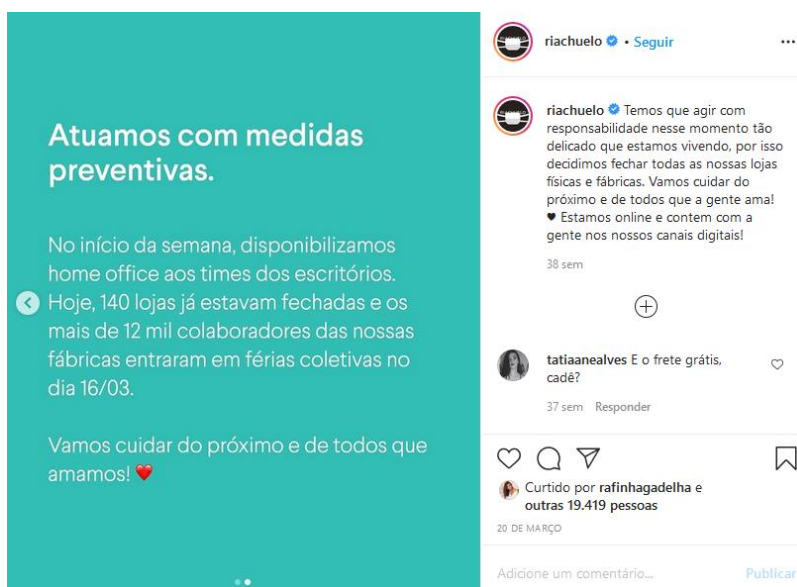 Atuamos com medidas
preventivas.
No início da semana, disponibilizamos
home office aos times dos escritórios.
Hoje, 140 lojas já estavam fechadas e os
mais de 12 mil colaboradores das nossas
fábricas entraram em férias coletivas no
dia 16/03.
Vamos cuidar do próximo e de todos que
amamos! ❤️
riachuelo • Seguir
riachuelo Temos que agir com
responsabilidade nesse momento tão
delicado que estamos vivendo, por isso
decidimos fechar todas as nossas lojas
físicas e fábricas. Vamos cuidar do
próximo e de todos que a gente ama!
♥ Estamos online e contem com a
gente nos nossos canais digitais!
38 sem
tatiaanealves E o frete grátis,
cadê?
37 sem Responder
Curtido por rafinhagadelha e
outras 19.419 pessoas
20 DE MARÇO
Adicione um comentário... Publicar